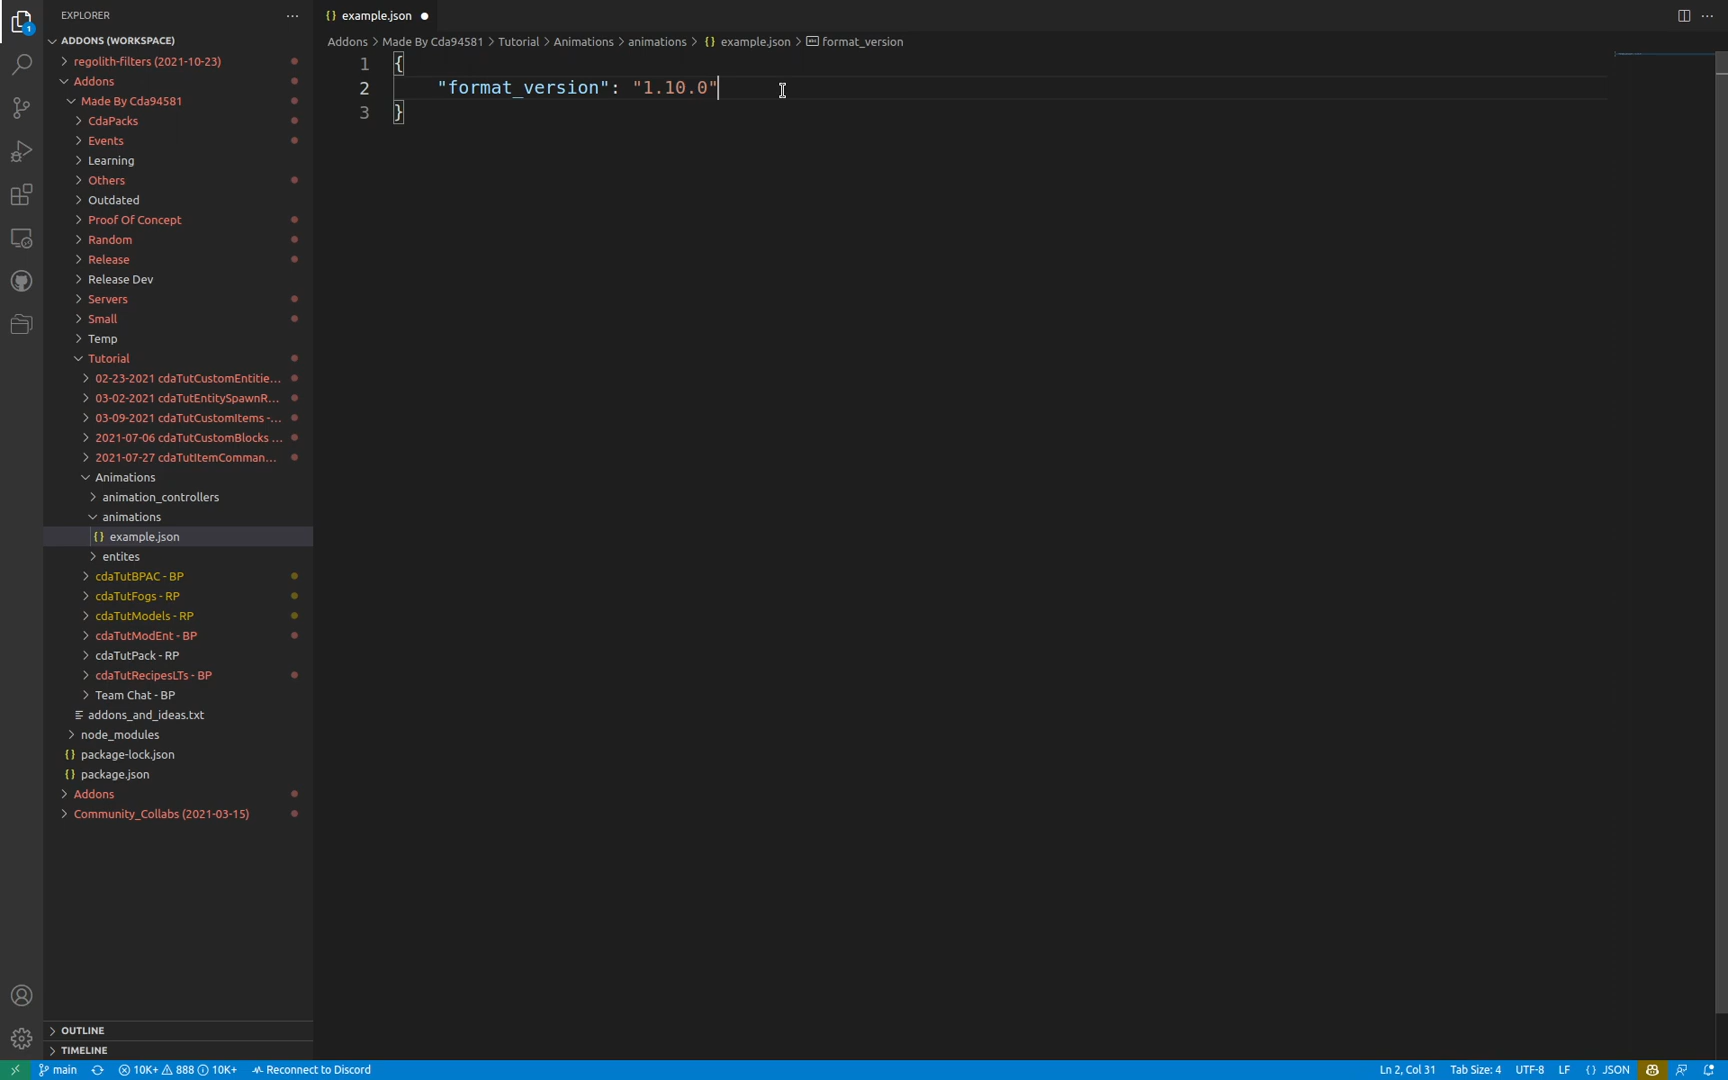 EXPLORER
ADDONS (WORKSPACE)
regolith-filters (2021-10-23)
Addons
Made By Cda94581
CdaPacks
Events
Learning
Others
Outdated
Proof Of Concept
Random
Release
Release Dev
Servers
Small
Temp
Tutorial
02-23-2021 cdaTutCustomEntitie...
03-02-2021 cdaTutEntitySpawnR...
03-09-2021 cdaTutCustomItems -...
2021-07-06 cdaTutCustomBlocks ...
2021-07-27 cdaTutItemComman...
Animations
animation_controllers
animations
{} example.json
entites
cdaTutBPAC - BP
cdaTutFogs - RP
cdaTutModels - RP
cdaTutModEnt - BP
cdaTutPack - RP
cdaTutRecipesLTs - BP
Team Chat - BP
addons_and_ideas.txt
node_modules
{} package-lock.json
{} package.json
Addons
Community_Collabs (2021-03-15)
OUTLINE
TIMELINE
{} example.json
Addons > Made By Cda94581 > Tutorial > Animations > animations > {} example.json > format_version
1 {
2 "format_version": "1.10.0"
3 }
1
main 10K+ 888 10K+ Reconnect to Discord Ln 2, Col 31 Tab Size: 4 UTF-8 LF {} JSON